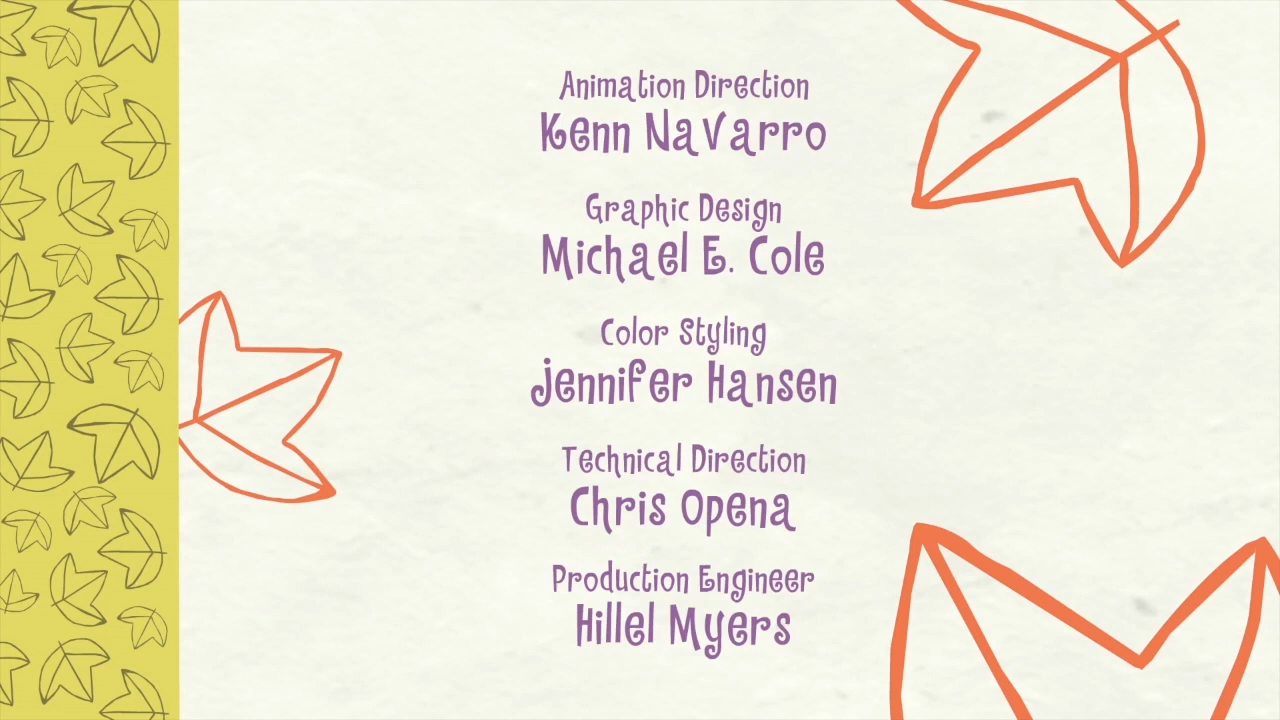 Animation Direction
Kenn Navarro
Graphic Design
Michael E. Cole
Color Styling
Jennifer Hansen
Technical Direction
Chris Opena
Production Engineer
Hillel Myers